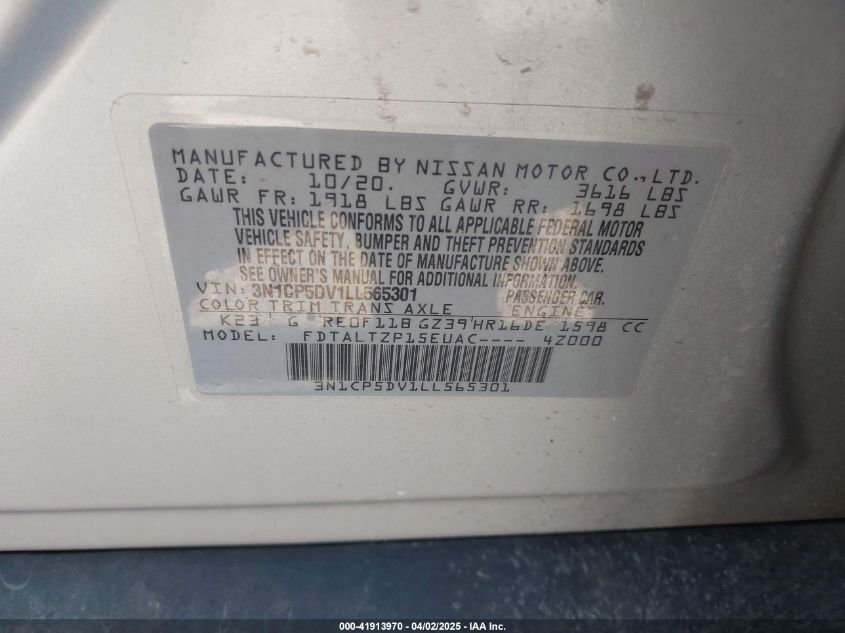 MANUFACTURED BY NISSAN MOTOR CO., LTD.
DATE: 10/20. GVWR: 3616 LBS
GAWR FR: 1918 LBS GAWR RR: 1698 LBS
THIS VEHICLE CONFORMS TO ALL APPLICABLE FEDERAL MOTOR
VEHICLE SAFETY, BUMPER AND THEFT PREVENTION STANDARDS
IN EFFECT ON THE DATE OF MANUFACTURE SHOWN ABOVE.
SEE OWNER'S MANUAL FOR ADDITIONAL INFORMATION.
VIN: 3N1CP5DV1LL565301 PASSENGER CAR.
COLOR TRIM TRANS AXLE ENGINE
K23 G RE0F11B GZ39 HR16DE 1598 CC
MODEL: FDTALTZP15EUAC---- 4Z000
3N1CP5DV1LL565301
000-41913970 - 04/02/2025 - IAA Inc.